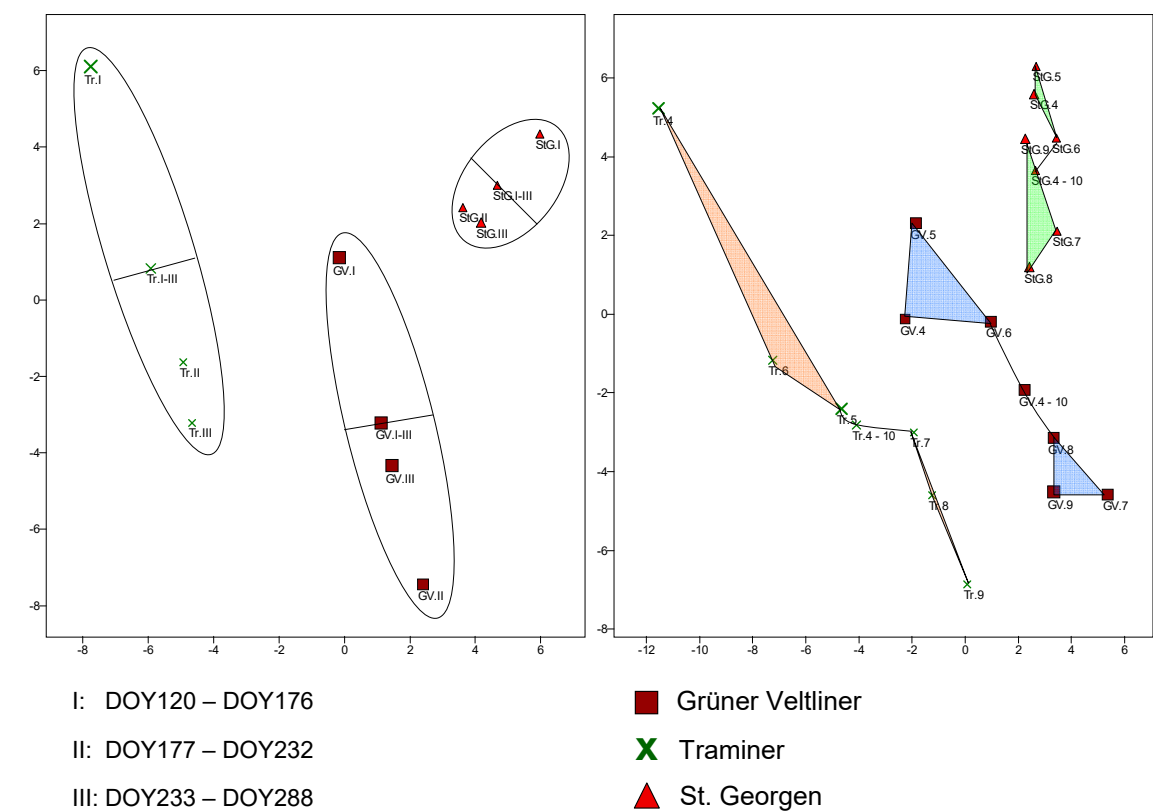 6
4
2
0
-2
-4
-6
-8
-8
-6
-4
-2
0
2
4
6
Tr.I
Tr.I-III
Tr.II
Tr.III
GV.I
GV.I-III
GV.III
GV.II
StG.I
StG.I-III
StG.II
StG.III
6
4
2
0
-2
-4
-6
-8
-12
-10
-8
-6
-4
-2
0
2
4
6
StG.5
StG.4
StG.9
StG.6
StG.4 - 10
StG.7
StG.8
Tr.4
GV.5
GV.4
GV.6
Tr.6
GV.4 - 10
Tr.5
Tr.4 - 10
Tr.7
GV.8
Tr.8
GV.9
GV.7
Tr.9
I: DOY120 – DOY176
II: DOY177 – DOY232
III: DOY233 – DOY288
Grüner Veltliner
Traminer
St. Georgen